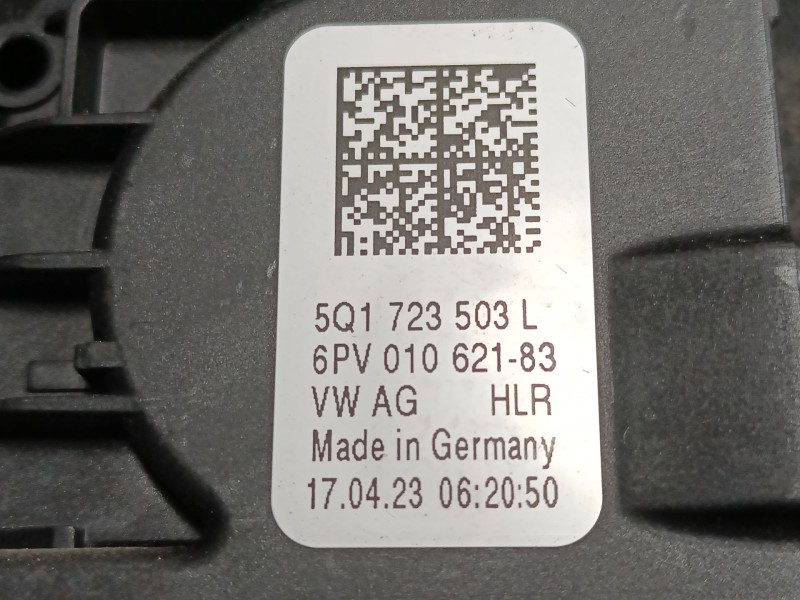 5Q1 723 503 L
6PV 010 621-83
VW AG HLR
Made in Germany
17.04.23 06:20:50